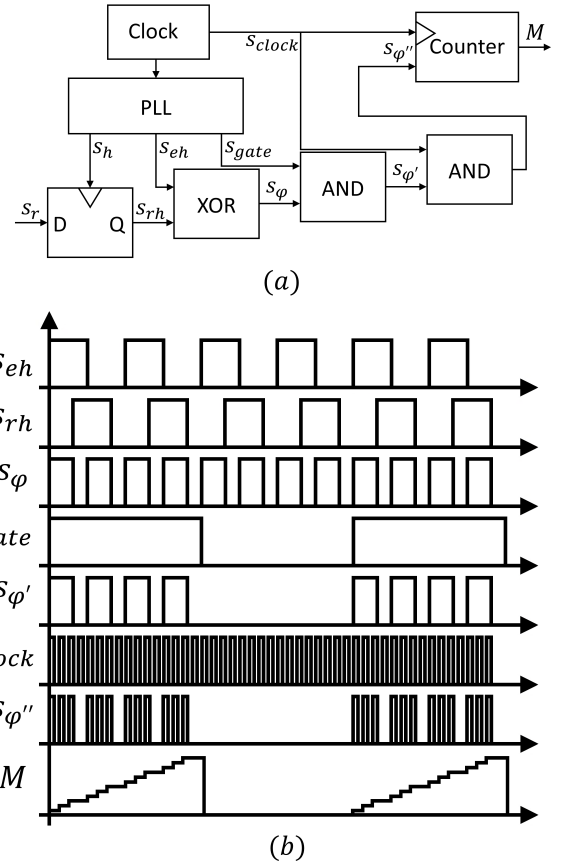 Clock
s_clock
s_φ''
Counter
M
PLL
s_h
s_eh
s_gate
s_r
D
Q
s_rh
XOR
s_φ
AND
s_φ'
AND
(a)
s_eh
s_rh
s_φ
ate
s_φ'
ock
s_φ''
M
(b)